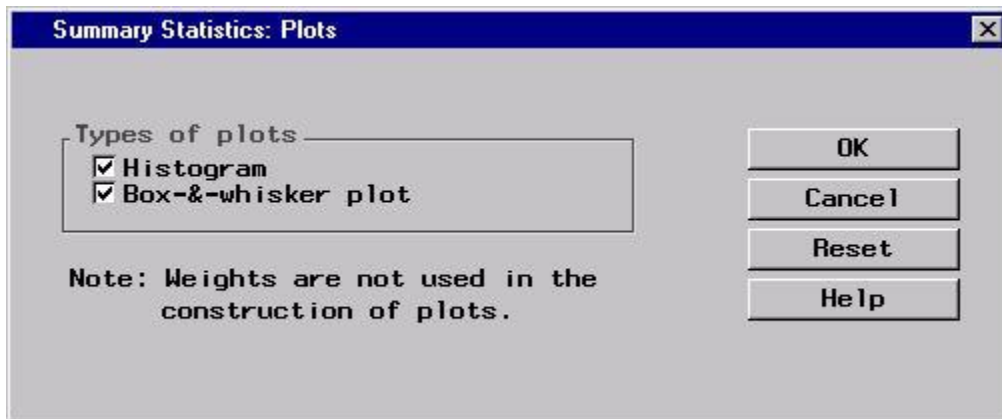 Summary Statistics: Plots
Types of plots
Histogram
Box-&-whisker plot
Note: Weights are not used in the
construction of plots.
OK
Cancel
Reset
Help